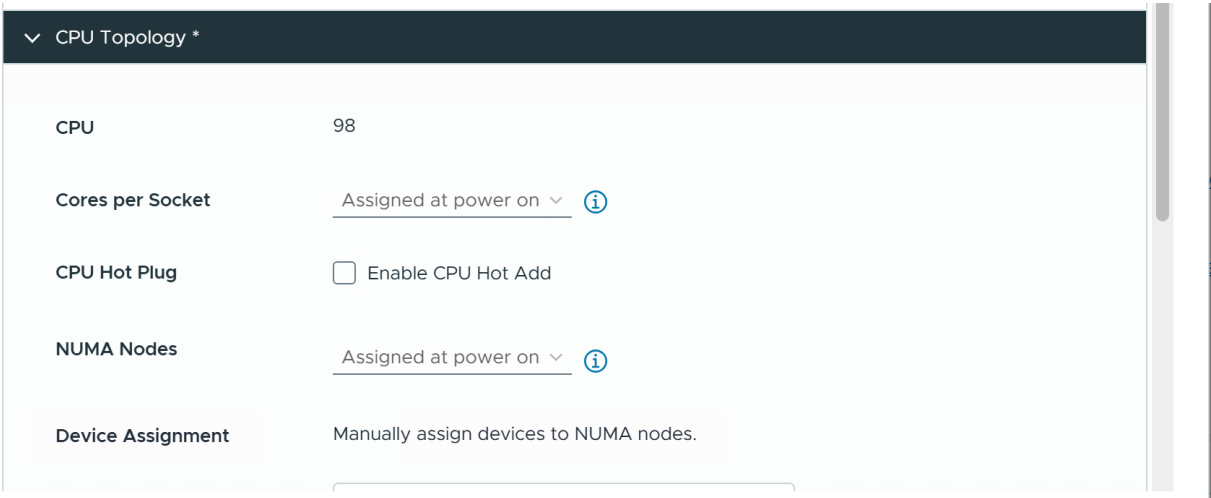 CPU Topology *
CPU 98
Cores per Socket Assigned at power on
CPU Hot Plug Enable CPU Hot Add
NUMA Nodes Assigned at power on
Device Assignment Manually assign devices to NUMA nodes.